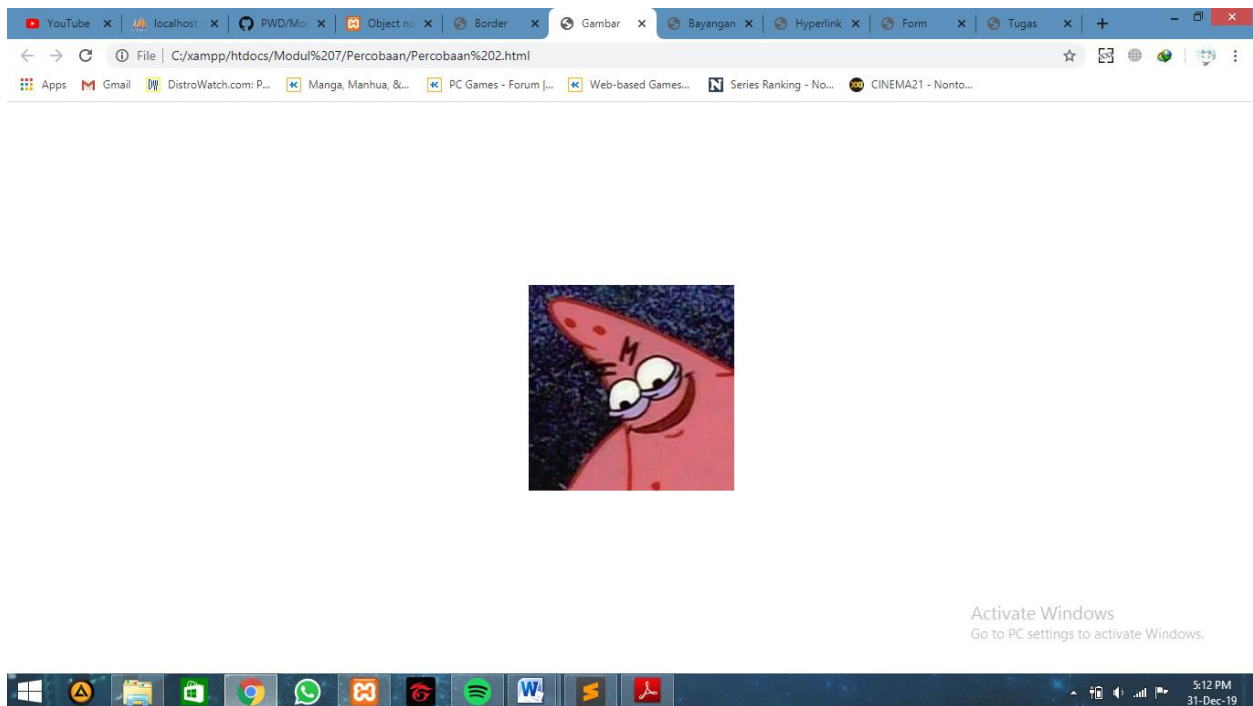 YouTube localhost PWD/Mo Object no Border Gambar Bayangan Hyperlink Form Tugas
File C:/xampp/htdocs/Modul%207/Percobaan/Percobaan%202.html
Apps Gmail DistroWatch.com: P... Manga, Manhua, &... PC Games - Forum |... Web-based Games... Series Ranking - No... CINEMA21 - Nonto...
M
Activate Windows
Go to PC settings to activate Windows.
5:12 PM
31-Dec-19